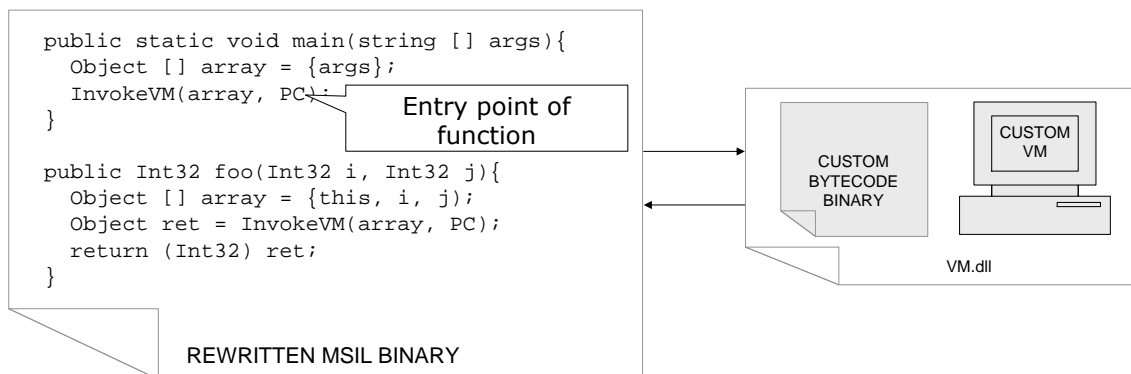 public static void main(string [] args){
Object [] array = {args};
InvokeVM(array, PC);
}
Entry point of
function
public Int32 foo(Int32 i, Int32 j){
Object [] array = {this, i, j);
Object ret = InvokeVM(array, PC);
return (Int32) ret;
}
REWRITTEN MSIL BINARY
CUSTOM
BYTECODE
BINARY
CUSTOM
VM
VM.dll